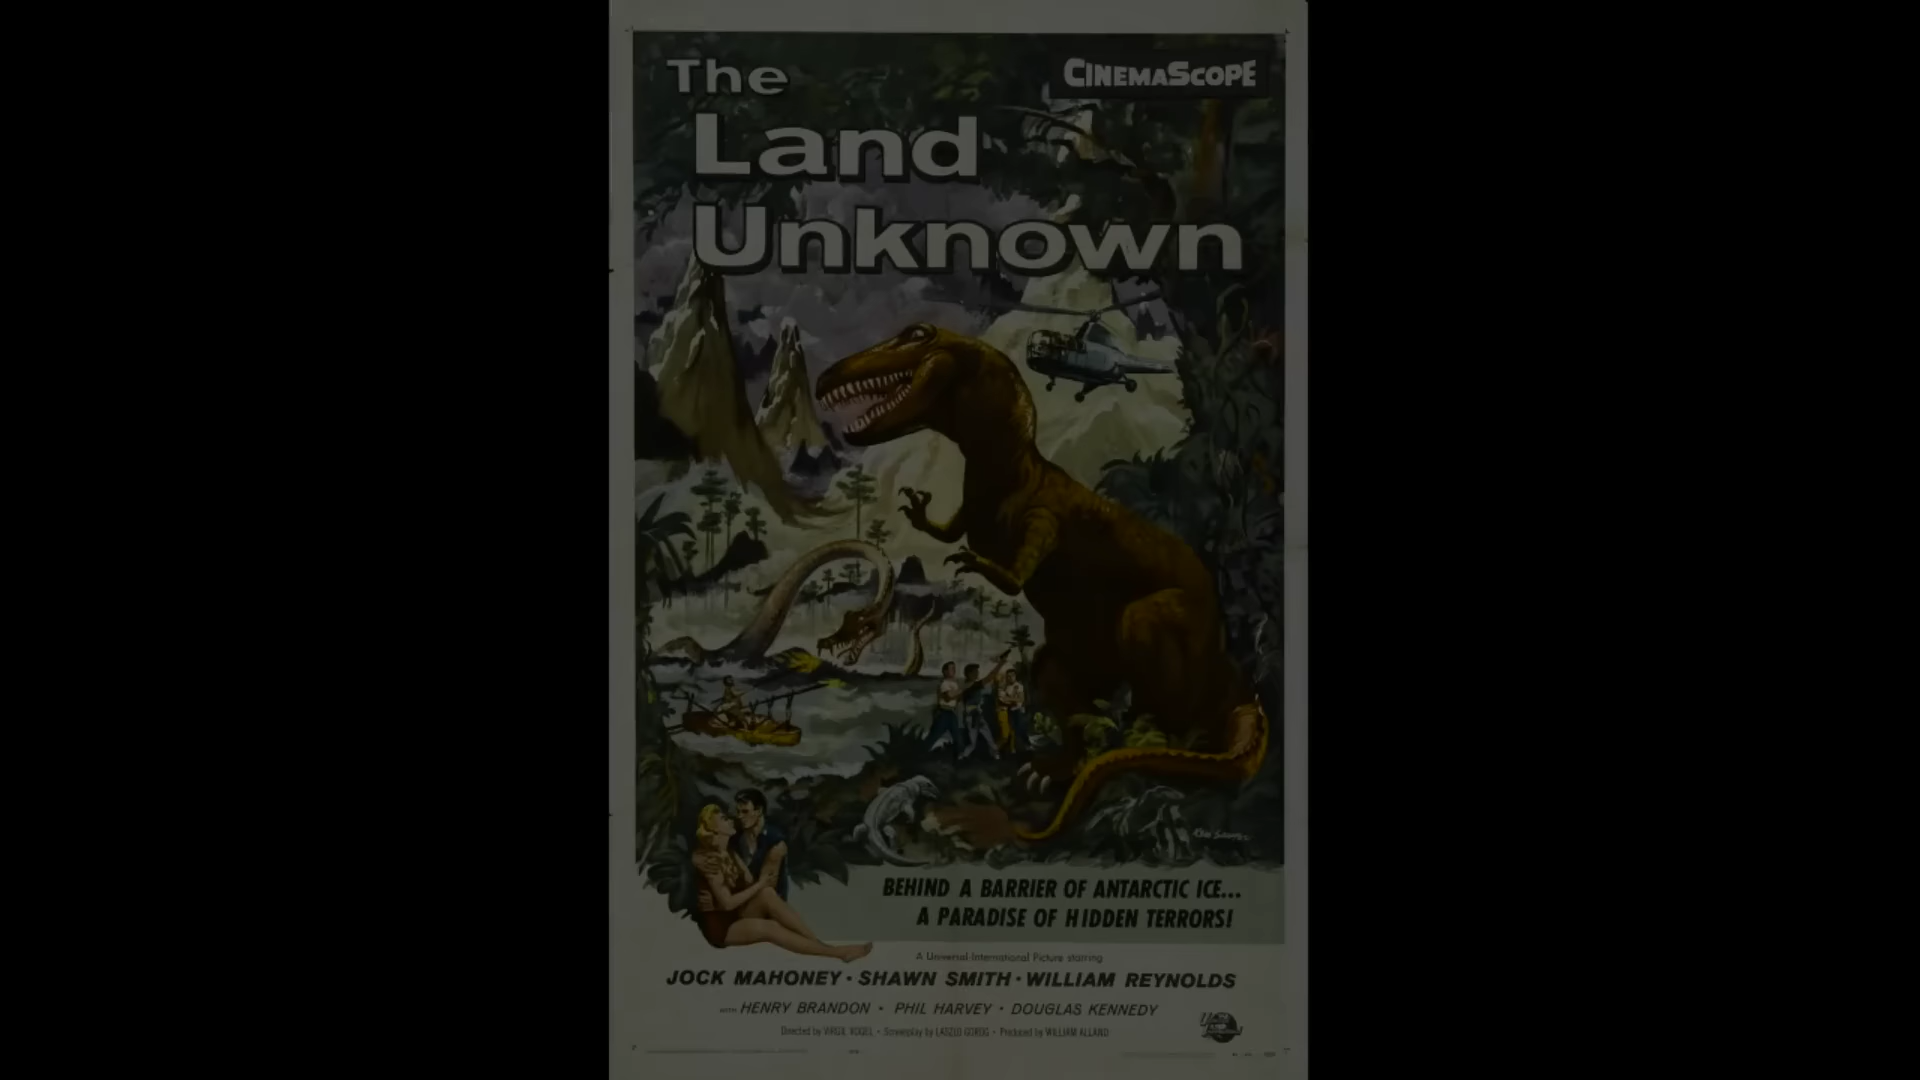 The
CINEMASCOPE
Land
Unknown
BEHIND A BARRIER OF ANTARCTIC ICE...
A PARADISE OF HIDDEN TERRORS!
A Universal-International Picture starring
JOCK MAHONEY · SHAWN SMITH · WILLIAM REYNOLDS
WITH HENRY BRANDON · PHIL HARVEY · DOUGLAS KENNEDY
Directed by VIRGIL VOGEL · Screenplay by LASZLO GOROG · Produced by WILLIAM ALLAND